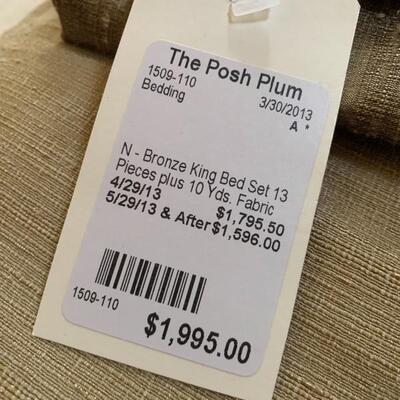 The Posh Plum
1509-110 3/30/2013
Bedding A *
N - Bronze King Bed Set 13
Pieces plus 10 Yds. Fabric
4/29/13 $1,795.50
5/29/13 & After $1,596.00
1509-110
$1,995.00